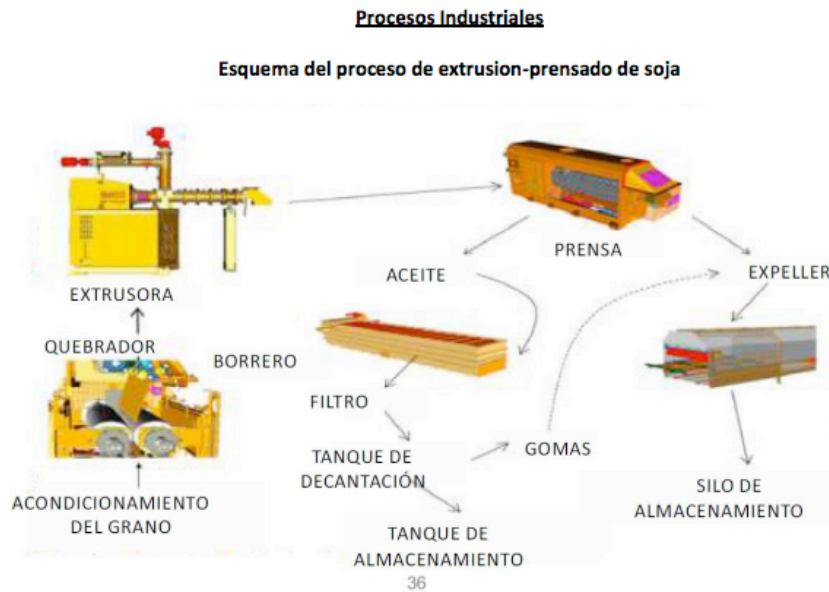 Procesos Industriales
Esquema del proceso de extrusion-prensado de soja
PRENSA
ACEITE
EXPELLER
EXTRUSORA
QUEBRADOR
BORRERO
FILTRO
GOMAS
TANQUE DE
DECANTACIÓN
SILO DE
ALMACENAMIENTO
ACONDICIONAMIENTO
DEL GRANO
TANQUE DE
ALMACENAMIENTO
36